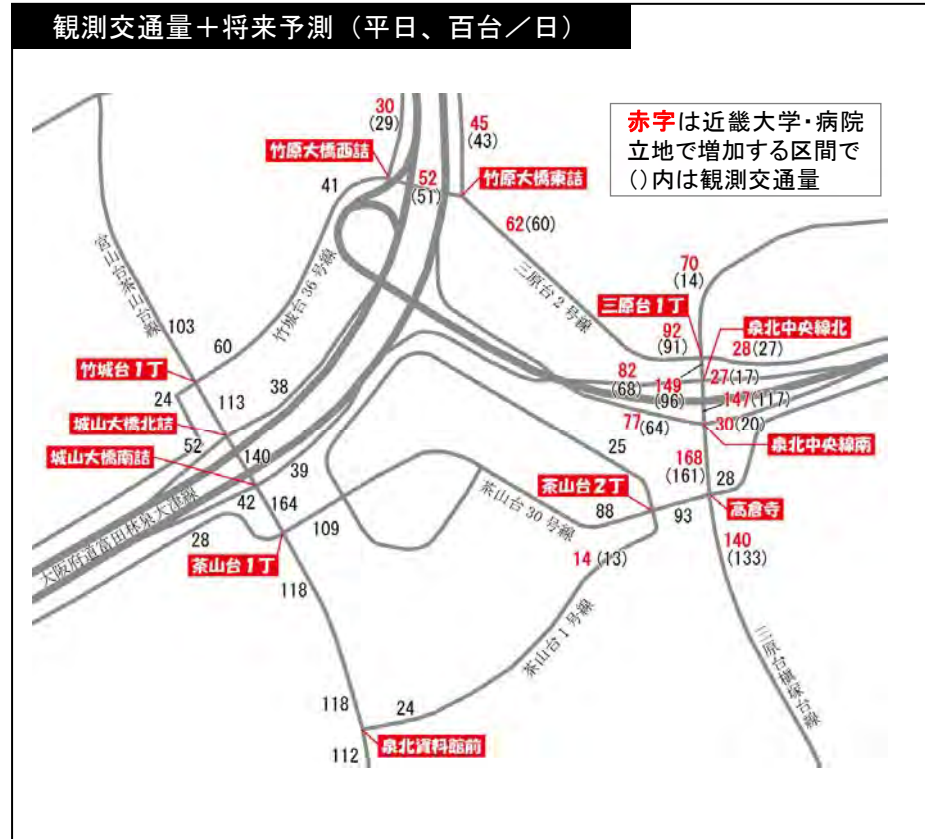 観測交通量＋将来予測（平日、百台／日）
赤字は近畿大学・病院
立地で増加する区間で
()内は観測交通量
30
(29)
45
(43)
竹原大橋西詰
41
52
(51)
竹原大橋東詰
62(60)
宮山台茶山台線
竹城台36号線
三原台2号線
70
(14)
三原台1丁
泉北中央線北
103
60
92
(91)
28(27)
竹城台1丁
38
82
(68)
149
(96)
27(17)
24
113
147(117)
城山大橋北詰
77(64)
30(20)
泉北中央線南
52
140
城山大橋南詰
39
25
168
(161)
28
42
164
茶山台2丁
大阪府道富田林泉大津線
109
茶山台30号線
88
93
高倉寺
28
茶山台1丁
14(13)
140
(133)
118
茶山台1号線
三原台槇塚台線
118
24
泉北資料館前
112